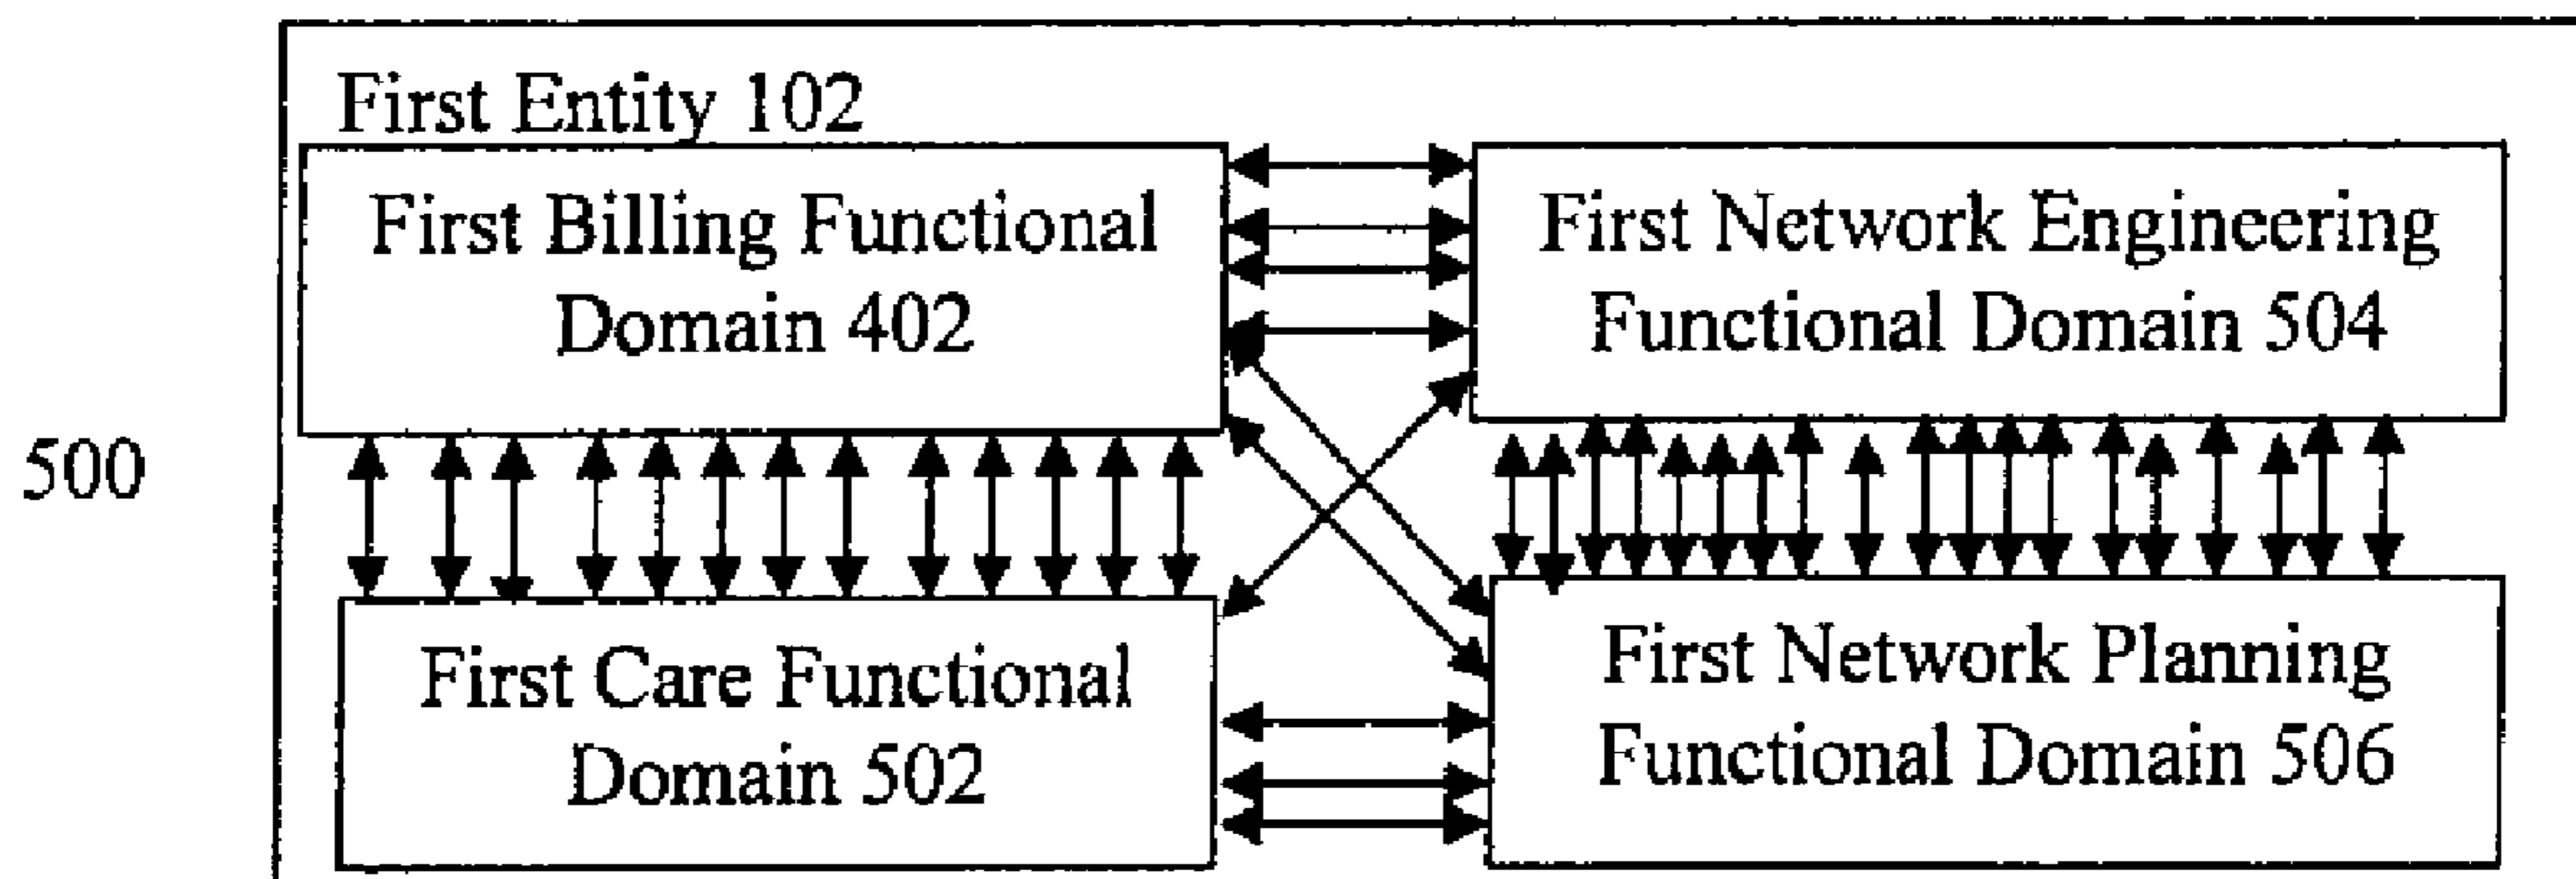 First Entity 102
First Billing Functional
Domain 402
First Network Engineering
Functional Domain 504
500
First Care Functional
Domain 502
First Network Planning
Functional Domain 506